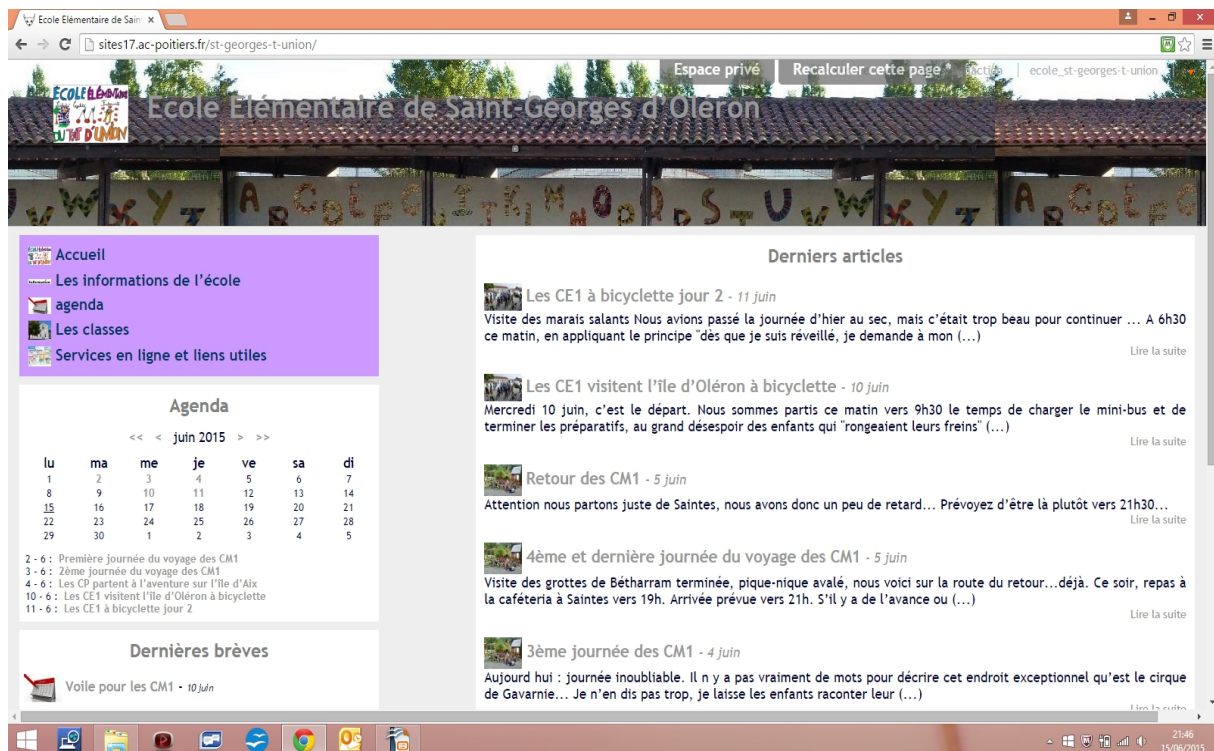 Ecole Elémentaire de Sain
sites17.ac-poitiers.fr/st-georges-t-union/
Espace privé
Recalculer cette page *
ecole_st-georges-t-union
ÉCOLE ÉLÉMENTAIRE
DU TRAIT D'UNION
Ecole Elémentaire de Saint-Georges d'Oléron
V W X Y Z A B C D E F G I J K L M N O P Q R S T U V W X Y Z A B C D E F G
Accueil
Les informations de l'école
agenda
Les classes
Services en ligne et liens utiles
Agenda
<< < juin 2015 > >>
lu ma me je ve sa di
1 2 3 4 5 6 7
8 9 10 11 12 13 14
15 16 17 18 19 20 21
22 23 24 25 26 27 28
29 30 1 2 3 4 5
2 - 6 : Première journée du voyage des CM1
3 - 6 : 2ème journée du voyage des CM1
4 - 6 : Les CP partent à l'aventure sur l'île d'Aix
10 - 6 : Les CE1 visitent l'île d'Oléron à bicyclette
11 - 6 : Les CE1 à bicyclette jour 2
Dernières brèves
Voile pour les CM1 - 10 juin
Derniers articles
Les CE1 à bicyclette jour 2 - 11 juin
Visite des marais salants Nous avions passé la journée d'hier au sec, mais c'était trop beau pour continuer ... A 6h30
ce matin, en appliquant le principe "dès que je suis réveillé, je demande à mon (...)
Lire la suite
Les CE1 visitent l'île d'Oléron à bicyclette - 10 juin
Mercredi 10 juin, c'est le départ. Nous sommes partis ce matin vers 9h30 le temps de charger le mini-bus et de
terminer les préparatifs, au grand désespoir des enfants qui "rongeaient leurs freins" (...)
Lire la suite
Retour des CM1 - 5 juin
Attention nous partons juste de Saintes, nous avons donc un peu de retard... Prévoyez d'être là plutôt vers 21h30...
Lire la suite
4ème et dernière journée du voyage des CM1 - 5 juin
Visite des grottes de Bétharram terminée, pique-nique avalé, nous voici sur la route du retour...déjà. Ce soir, repas à
la caféteria à Saintes vers 19h. Arrivée prévue vers 21h. S'il y a de l'avance ou (...)
Lire la suite
3ème journée des CM1 - 4 juin
Aujourd hui : journée inoubliable. Il n y a pas vraiment de mots pour décrire cet endroit exceptionnel qu'est le cirque
de Gavarnie... Je n'en dis pas trop, je laisse les enfants raconter leur (...)
Lire la suite
21:46
15/06/2015